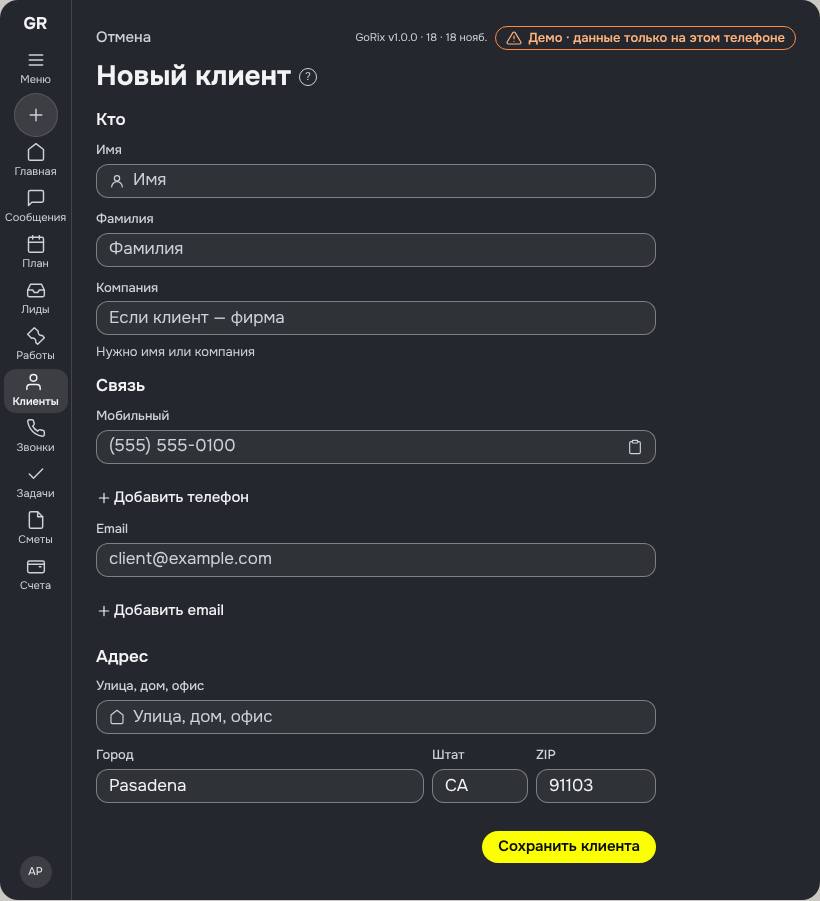 GR
Меню
Главная
Сообщения
План
Лиды
Работы
Клиенты
Звонки
Задачи
Сметы
Счета
AP
Отмена
GoRix v1.0.0 · 18 · 18 нояб.
Демо · данные только на этом телефоне
Новый клиент ?
Кто
Имя
Имя
Фамилия
Фамилия
Компания
Если клиент — фирма
Нужно имя или компания
Связь
Мобильный
(555) 555-0100
+ Добавить телефон
Email
client@example.com
+ Добавить email
Адрес
Улица, дом, офис
Улица, дом, офис
Город Штат ZIP
Pasadena CA 91103
Сохранить клиента